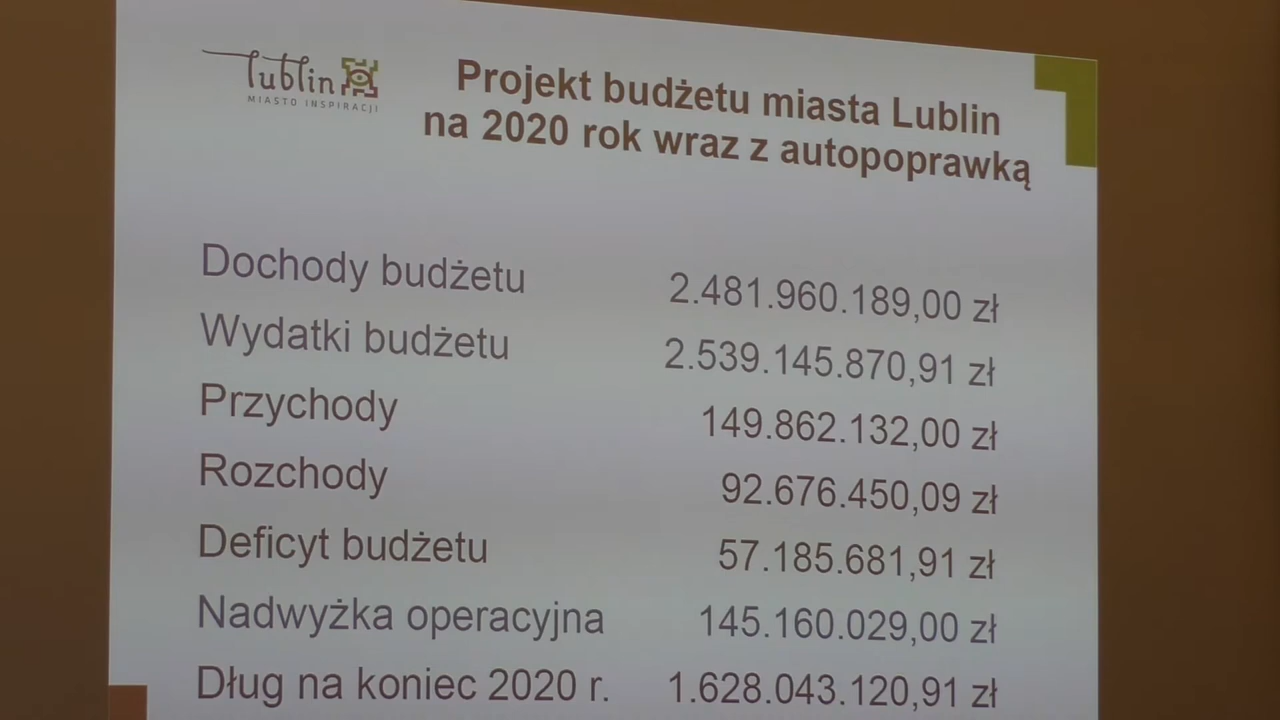 lublin
MIASTO INSPIRACJI
Projekt budżetu miasta Lublin
na 2020 rok wraz z autopoprawką
Dochody budżetu 2.481.960.189,00 zł
Wydatki budżetu 2.539.145.870,91 zł
Przychody 149.862.132,00 zł
Rozchody 92.676.450,09 zł
Deficyt budżetu 57.185.681,91 zł
Nadwyżka operacyjna 145.160.029,00 zł
Dług na koniec 2020 r. 1.628.043.120,91 zł